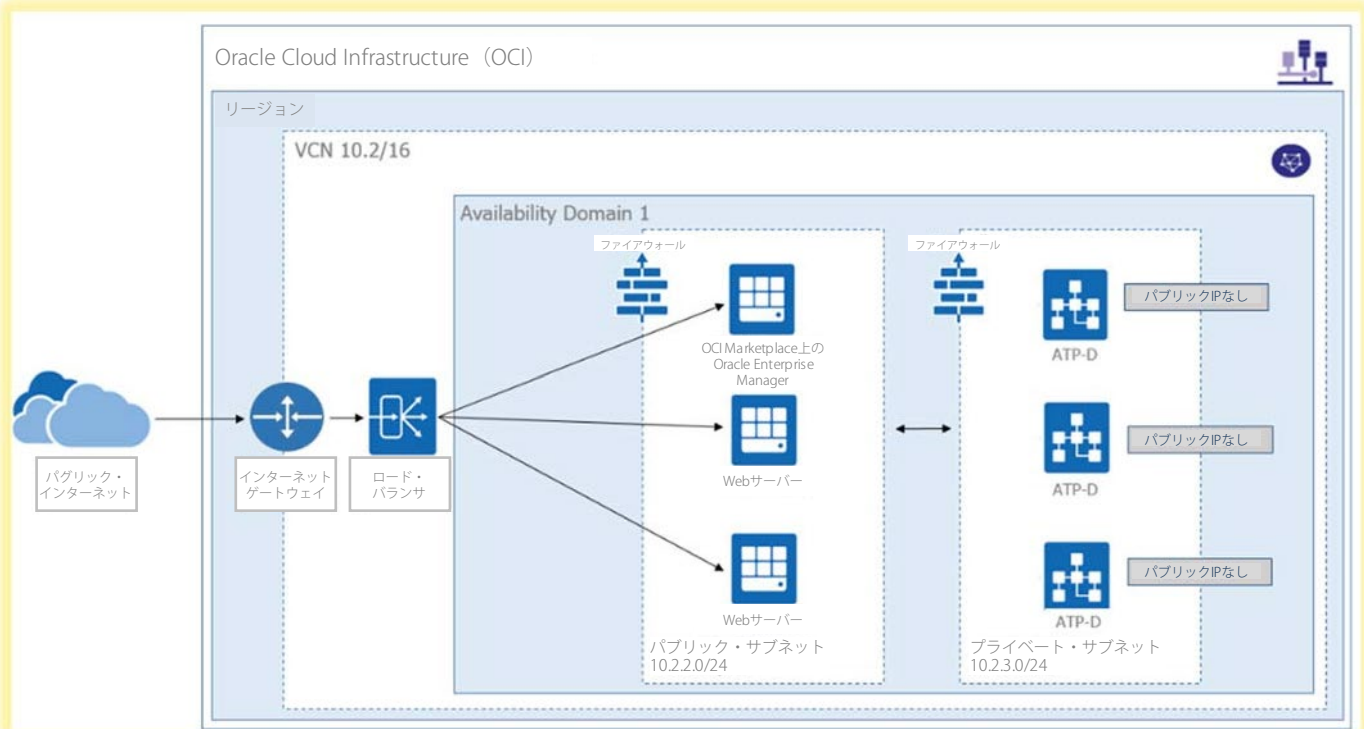 Oracle Cloud Infrastructure（OCI）
リージョン
VCN 10.2/16
Availability Domain 1
ファイアウォール
ファイアウォール
パブリックIPなし
OCI Marketplace上の
Oracle Enterprise
Manager
ATP-D
パブリックIPなし
パグリック・
インターネット
インターネット
ゲートウェイ
ロード・
バランサ
Webサーバー
ATP-D
パブリックIPなし
Webサーバー
ATP-D
パブリック・サブネット
10.2.2.0/24
プライベート・サブネット
10.2.3.0/24